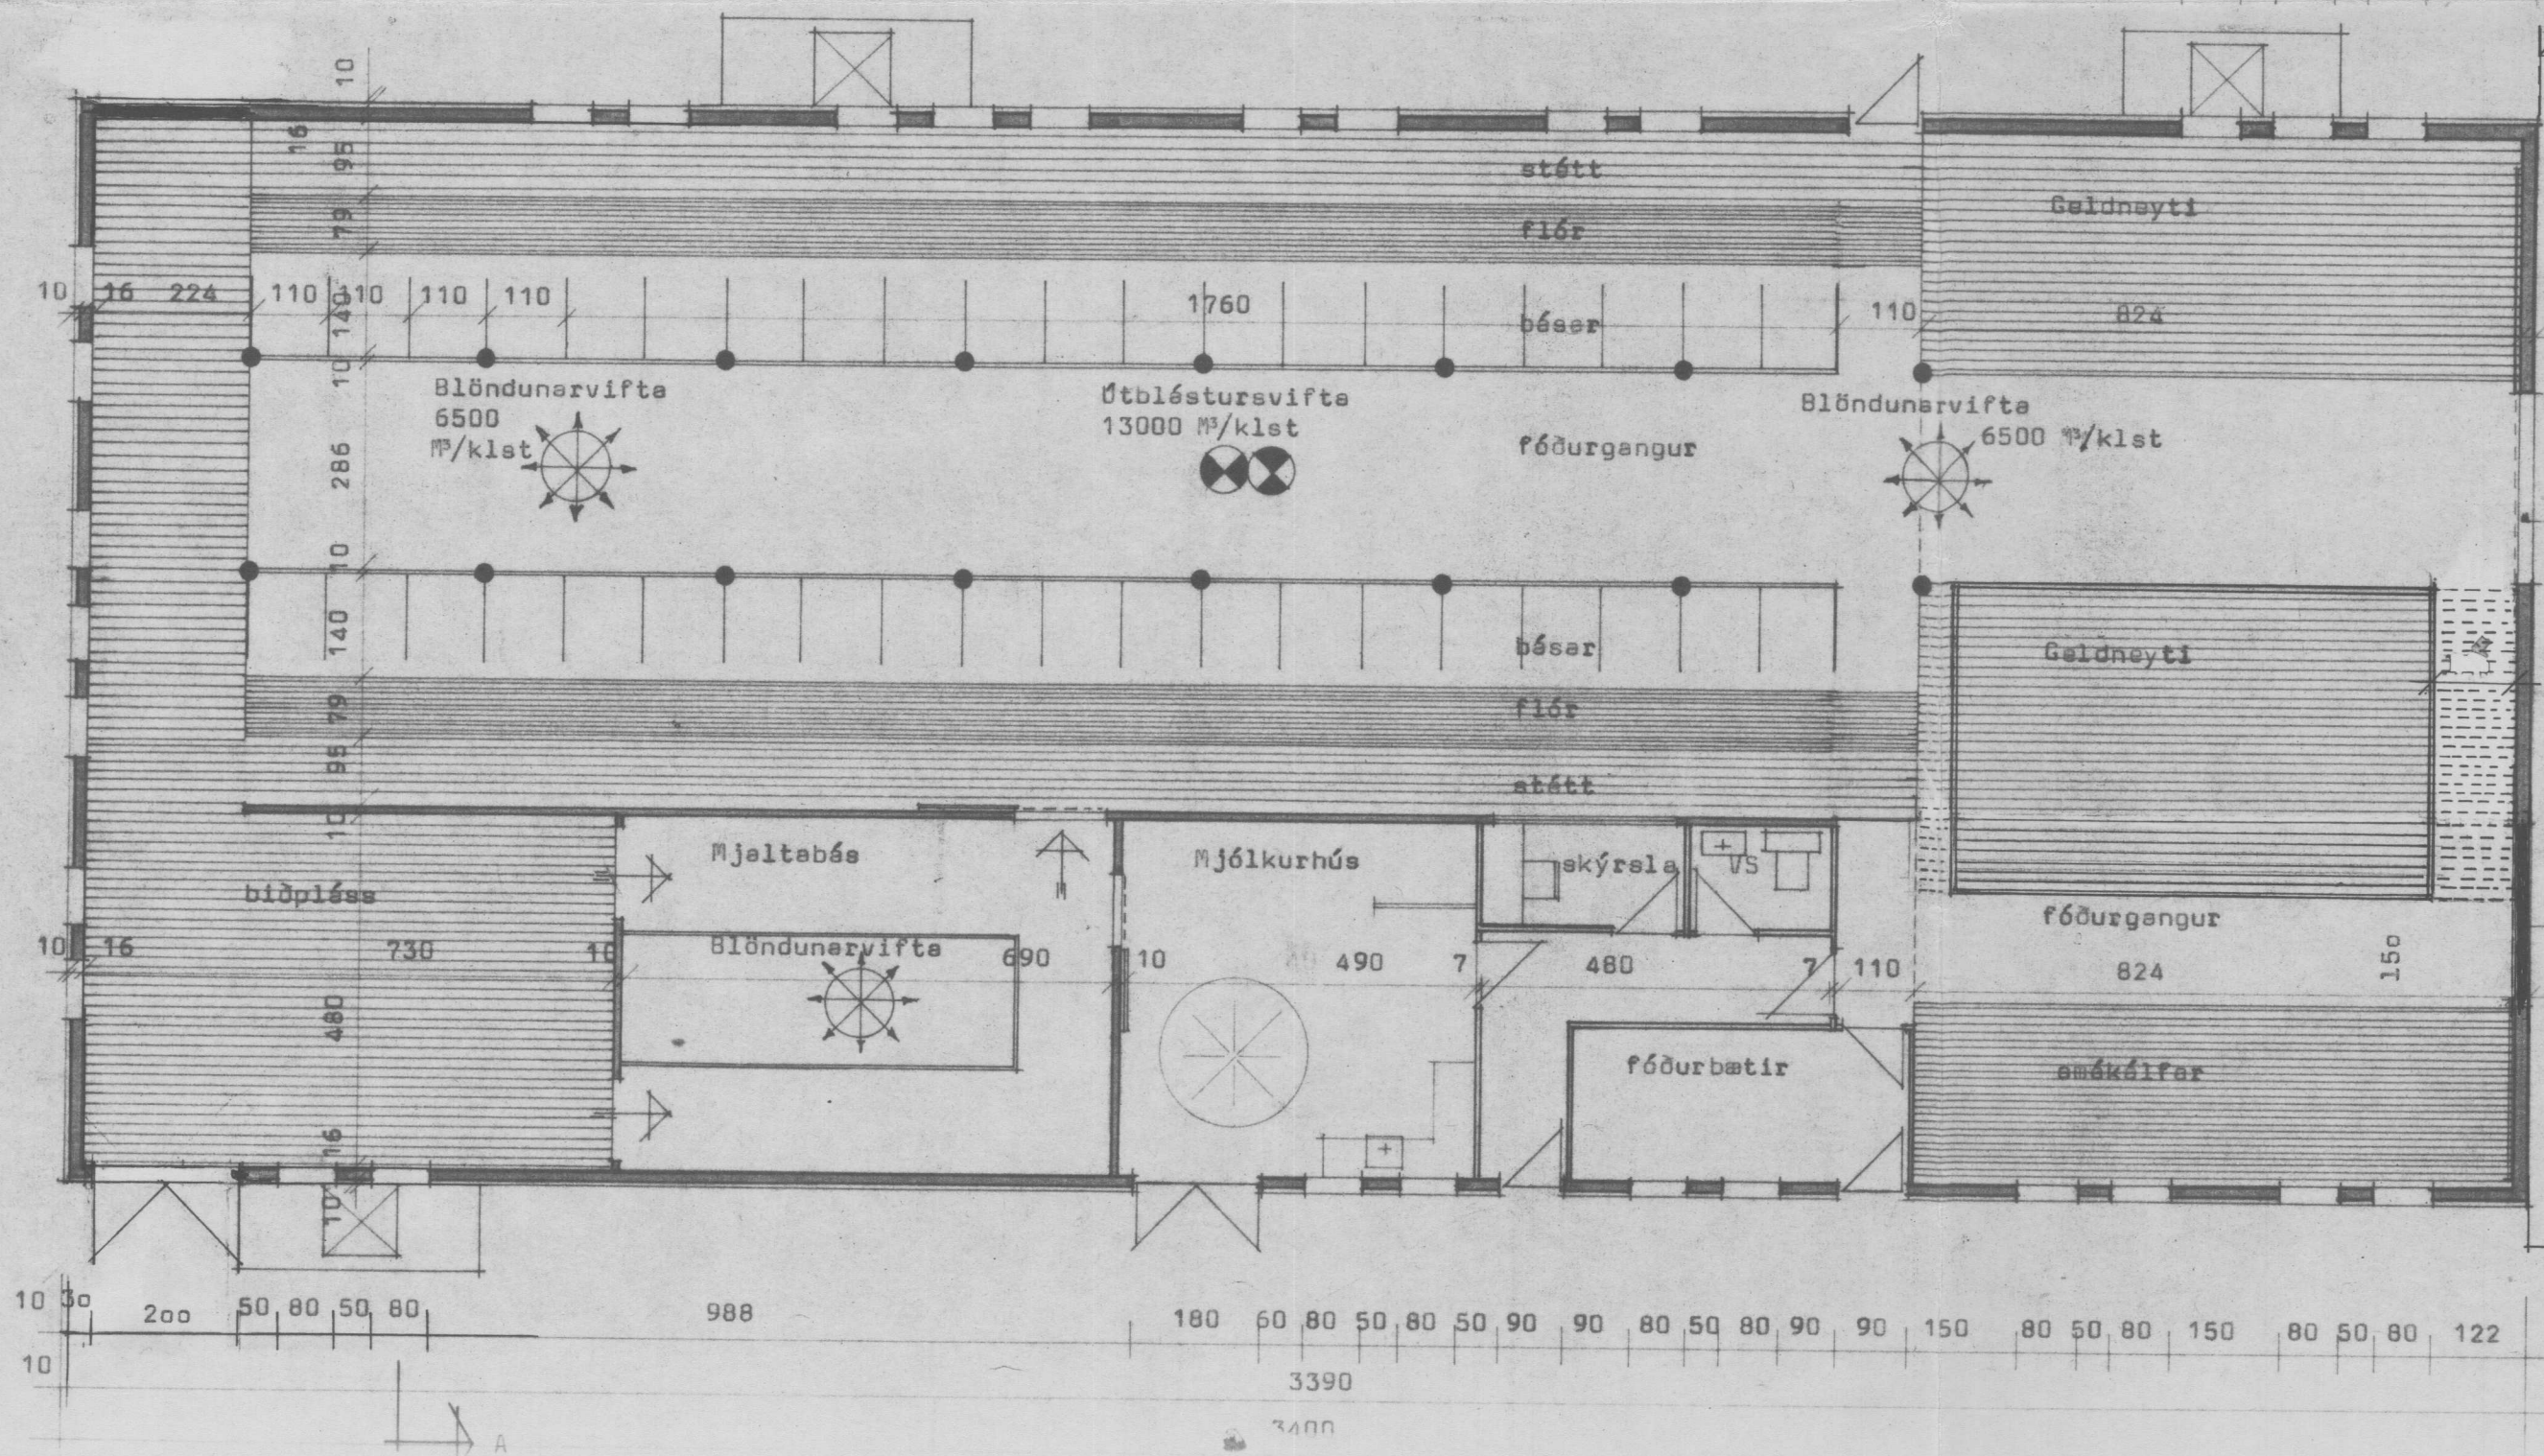 10
16
95
79
140
10
286
10
140
79
95
10
480
16
10
stétt
flór
Geldneyti
10 16 224 110 110 110 110 1760 básar 110 824
Blöndunarvifta
6500
M³/klst
Útblástursvifta
13000 M³/klst
fóðurgangur
Blöndunarvifta
6500 M³/klst
básar
Geldneyti
flór
stétt
Mjaltabás
Mjólkurhús
skýrsla
VS
biðpláss
fóðurgangur
10 16 730 10 Blöndunarvifta 690 10 490 7 480 7 110 824 150
fóðurbætir
smákálfar
10 30 200 50 80 50 80 988 180 60 80 50 80 50 90 90 80 50 80 90 90 150 80 50 80 150 80 50 80 122
10
3390
3400
A